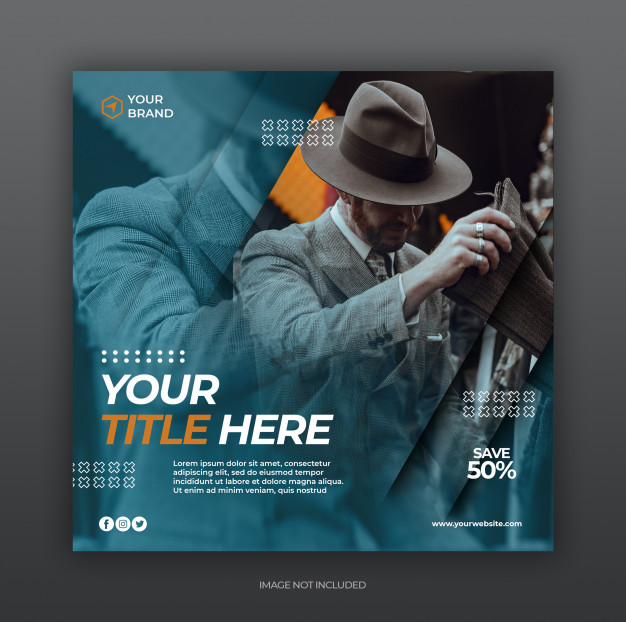 YOUR
BRAND
YOUR
TITLE HERE
Lorem ipsum dolor sit amet, consectetur
adipiscing elit, sed do eiusmod tempor
incididunt ut labore et dolore magna aliqua.
Ut enim ad minim veniam, quis nostrud
SAVE
50%
www.yourwebsite.com
IMAGE NOT INCLUDED